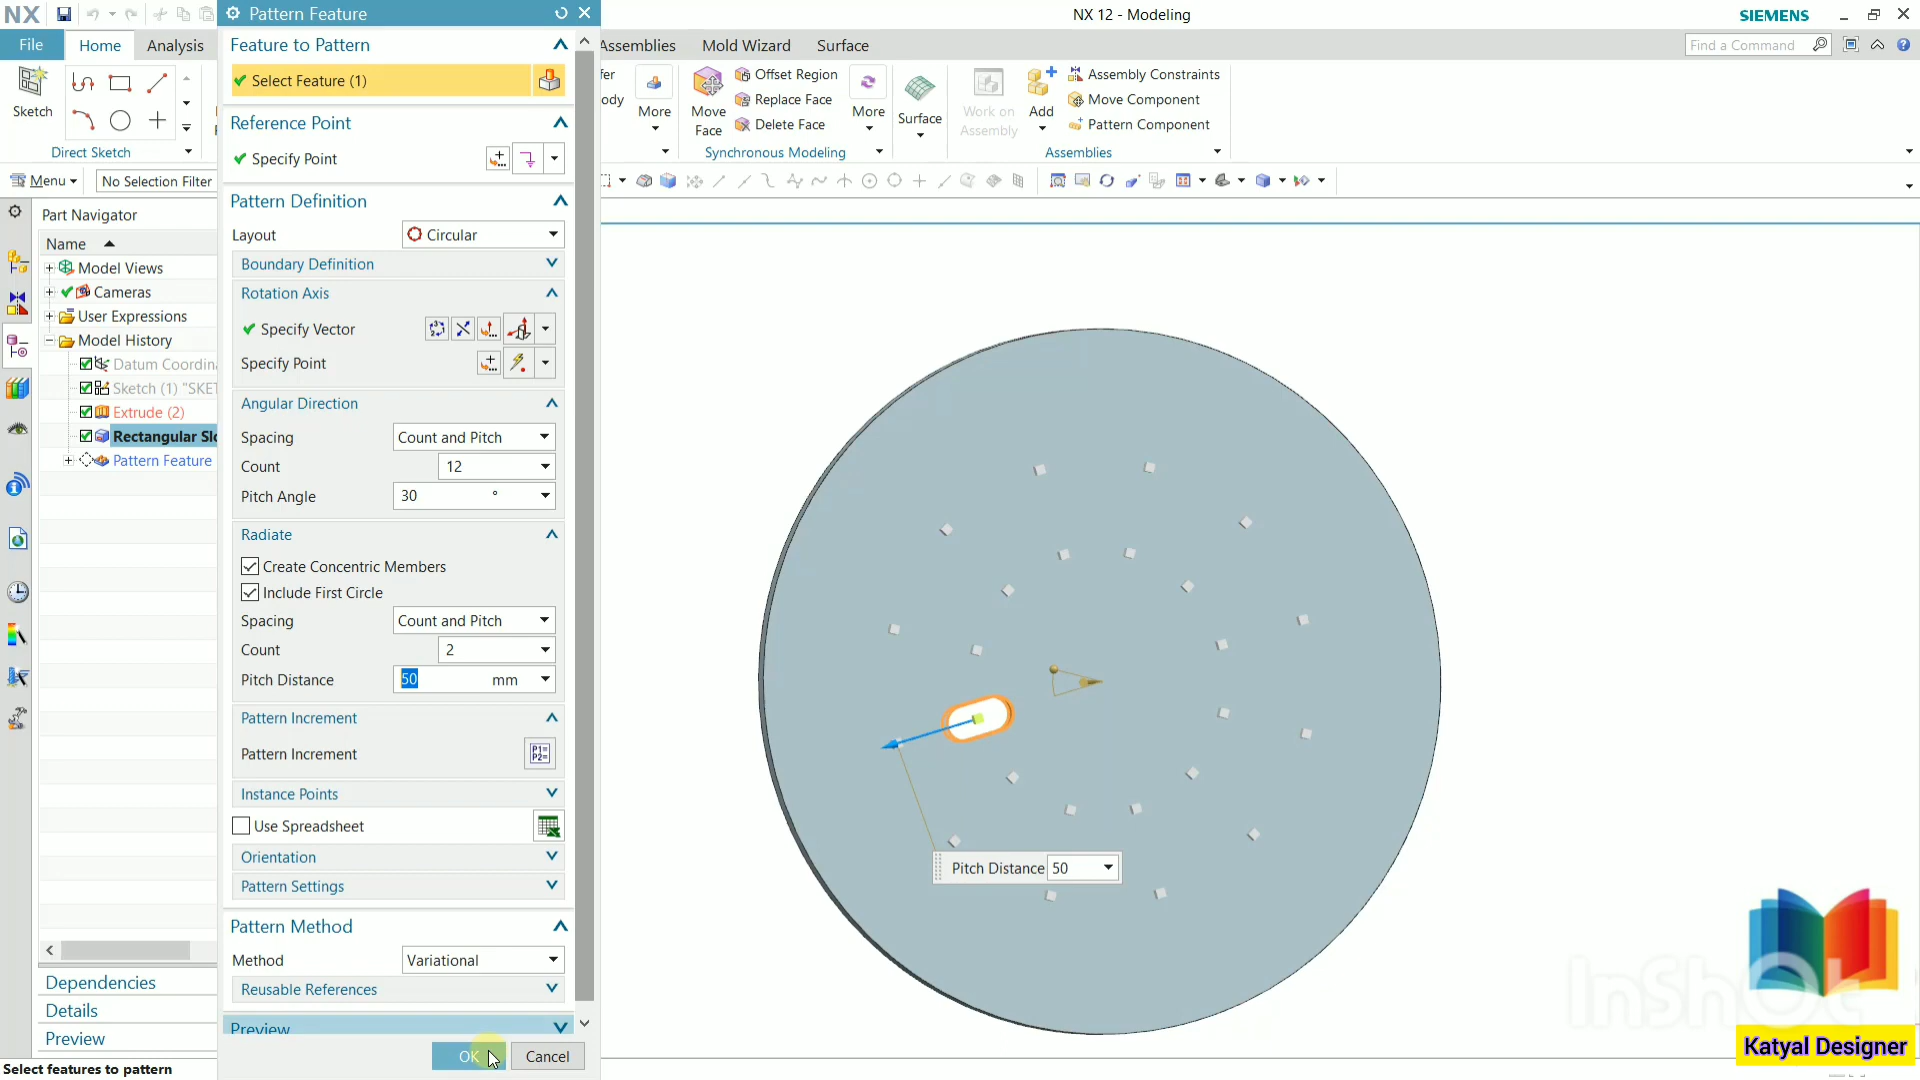 NX
Pattern Feature
NX 12 - Modeling
SIEMENS
File
Home
Analysis
Assemblies
Mold Wizard
Surface
Find a Command
Feature to Pattern
Select Feature (1)
Reference Point
Specify Point
Pattern Definition
Layout
Circular
Boundary Definition
Rotation Axis
Specify Vector
Specify Point
Angular Direction
Spacing
Count and Pitch
Count
12
Pitch Angle
30 °
Radiate
Create Concentric Members
Include First Circle
Spacing
Count and Pitch
Count
2
Pitch Distance
50 mm
Pattern Increment
Pattern Increment
Instance Points
Use Spreadsheet
Orientation
Pattern Settings
Pattern Method
Method
Variational
Reusable References
Preview
OK
Cancel
Sketch
Direct Sketch
More
Move
Face
Offset Region
Replace Face
Delete Face
More
Synchronous Modeling
Surface
Work on
Assembly
Add
Assembly Constraints
Move Component
Pattern Component
Assemblies
Menu
No Selection Filter
Part Navigator
Name
Model Views
Cameras
User Expressions
Model History
Datum Coordin
Sketch (1) "SKET
Extrude (2)
Rectangular Slo
Pattern Feature
Dependencies
Details
Preview
Select features to pattern
Pitch Distance 50
InShOt
Katyal Designer